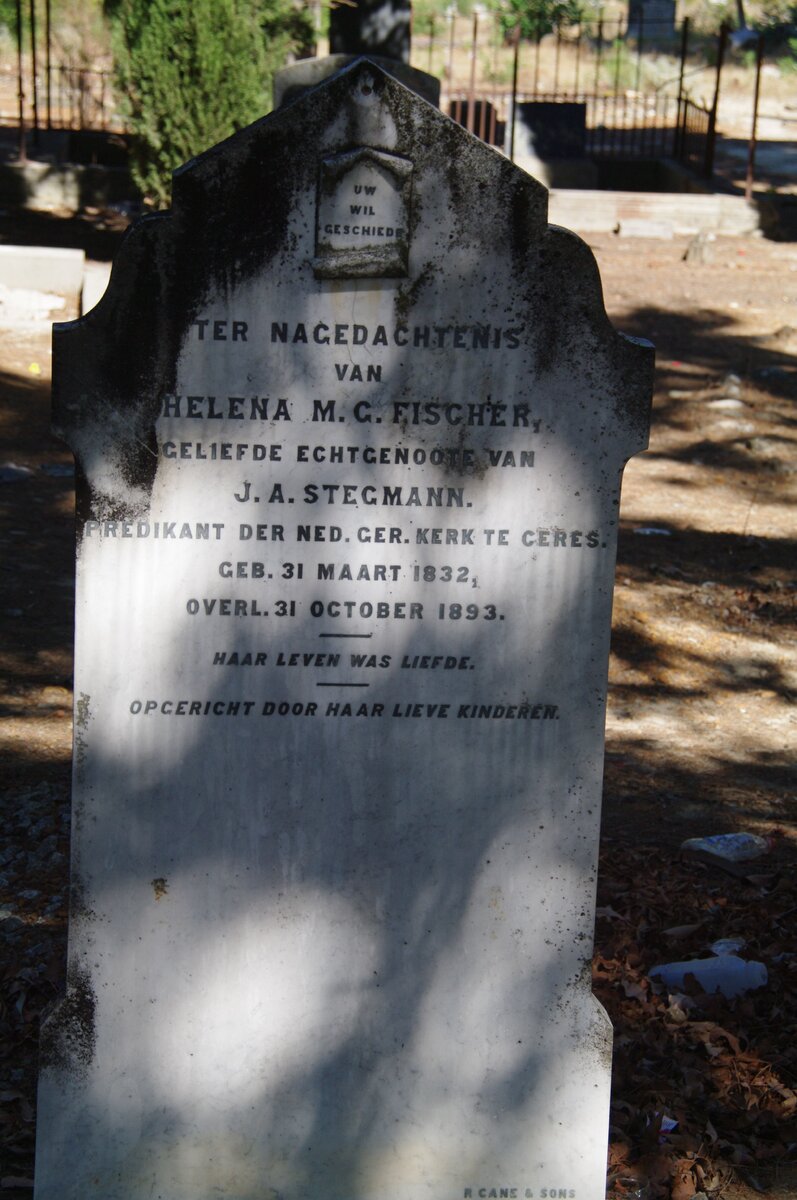 UW
WIL
GESCHIEDE
TER NAGEDACHTENIS
VAN
HELENA M. C. FISCHER,
GELIEFDE ECHTGENOOTE VAN
J. A. STEGMANN.
PREDIKANT DER NED. GER. KERK TE CERES.
GEB. 31 MAART 1832,
OVERL. 31 OCTOBER 1893.
HAAR LEVEN WAS LIEFDE.
OPGERICHT DOOR HAAR LIEVE KINDEREN.
R CANE & SONS